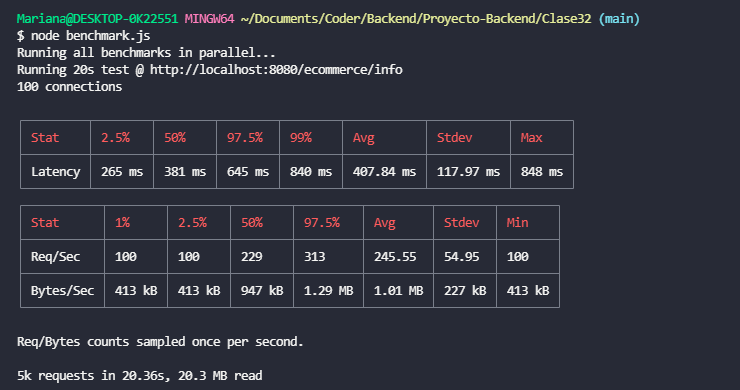 Mariana@DESKTOP-0K22551 MINGW64 ~/Documents/Coder/Backend/Proyecto-Backend/Clase32 (main)
$ node benchmark.js
Running all benchmarks in parallel...
Running 20s test @ http://localhost:8080/ecommerce/info
100 connections
Stat 2.5% 50% 97.5% 99% Avg Stdev Max
Latency 265 ms 381 ms 645 ms 840 ms 407.84 ms 117.97 ms 848 ms
Stat 1% 2.5% 50% 97.5% Avg Stdev Min
Req/Sec 100 100 229 313 245.55 54.95 100
Bytes/Sec 413 kB 413 kB 947 kB 1.29 MB 1.01 MB 227 kB 413 kB
Req/Bytes counts sampled once per second.
5k requests in 20.36s, 20.3 MB read